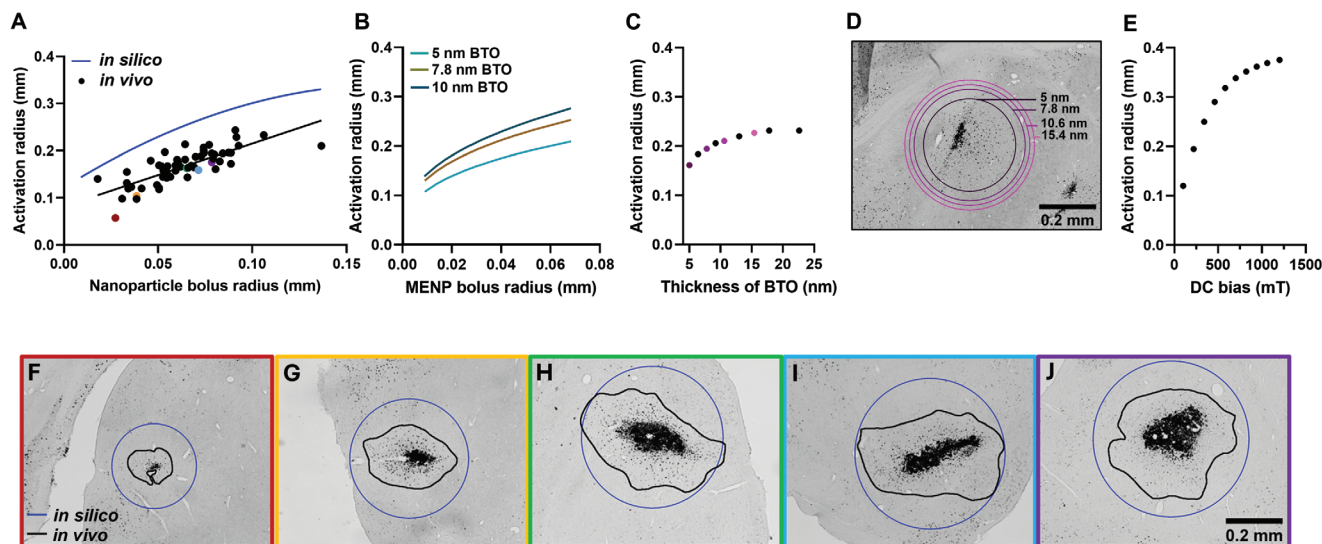 A
Activation radius (mm)
0.4
0.3
0.2
0.1
0.0
in silico
in vivo
0.00 0.05 0.10 0.15
Nanoparticle bolus radius (mm)
B
Activation radius (mm)
0.4
0.3
0.2
0.1
0.0
5 nm BTO
7.8 nm BTO
10 nm BTO
0.00 0.02 0.04 0.06 0.08
MENP bolus radius (mm)
C
Activation radius (mm)
0.4
0.3
0.2
0.1
0.0
5 10 15 20 25
Thickness of BTO (nm)
D
5 nm
7.8 nm
10.6 nm
15.4 nm
0.2 mm
E
Activation radius (mm)
0.4
0.3
0.2
0.1
0.0
0 500 1000 1500
DC bias (mT)
F
in silico
in vivo
G
H
I
J
0.2 mm